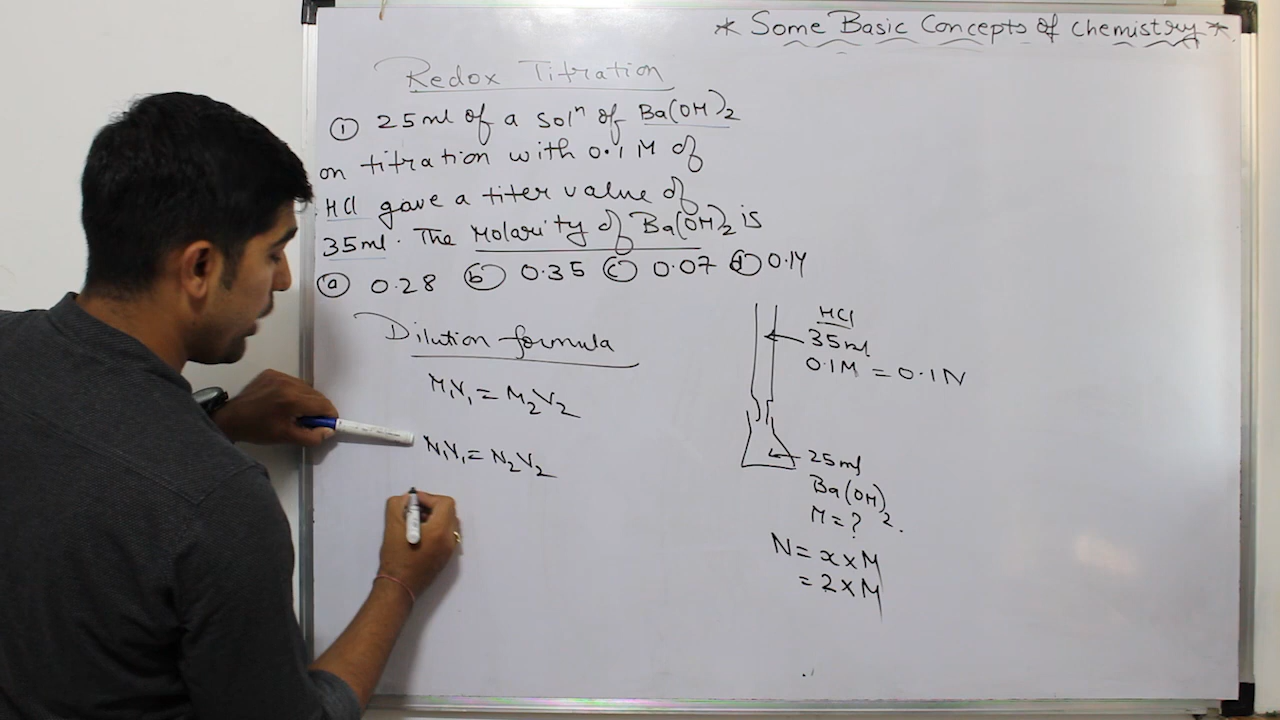 * Some Basic Concepts of Chemistry *.
Redox Titration
① 25ml of a solⁿ of Ba(OH)2
on titration with 0.1 M of
HCl gave a titer value of
35ml. The Molarity of Ba(OH)2 is
ⓐ 0.28 ⓑ 0.35 ⓒ 0.07 ⓓ 0.14
Dilution formula
M1V1 = M2V2
N1V1 = N2V2
HCl
35ml
0.1M = 0.1N
25ml
Ba(OH)2.
M = ?
N = x × M
= 2 × M